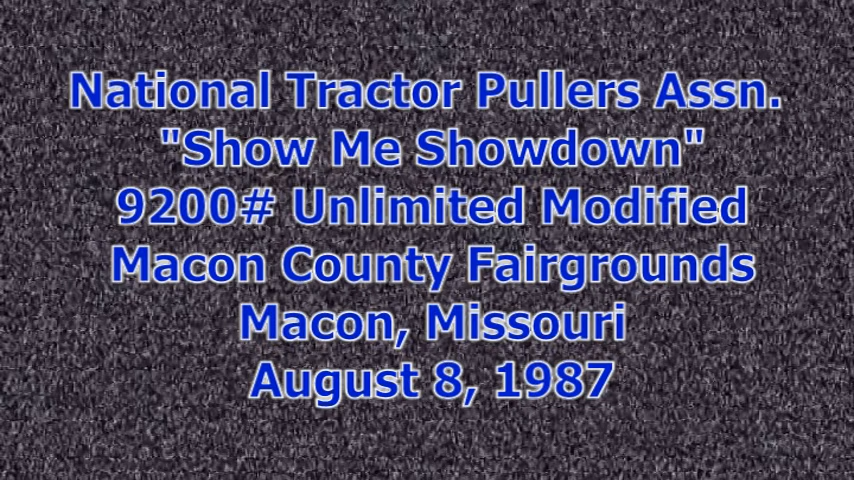 National Tractor Pullers Assn.
"Show Me Showdown"
9200# Unlimited Modified
Macon County Fairgrounds
Macon, Missouri
August 8, 1987